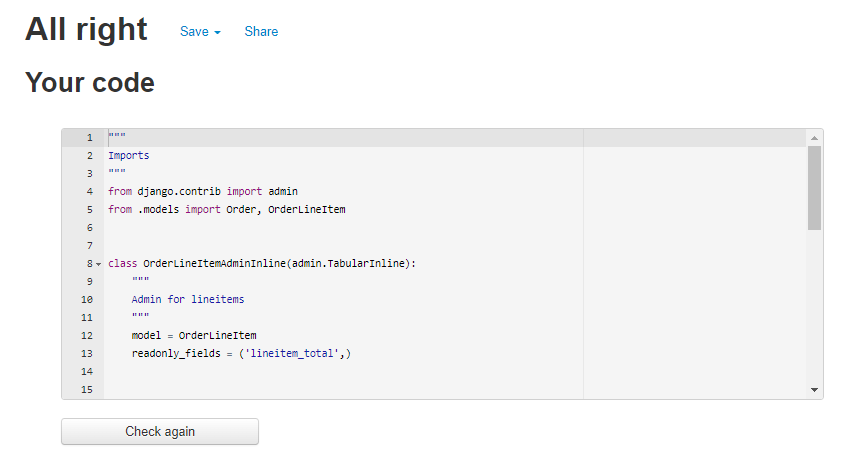 All right Save Share
Your code
1 """
2 Imports
3 """
4 from django.contrib import admin
5 from .models import Order, OrderLineItem
6
7
8 class OrderLineItemAdminInline(admin.TabularInline):
9 """
10 Admin for lineitems
11 """
12 model = OrderLineItem
13 readonly_fields = ('lineitem_total',)
14
15
Check again